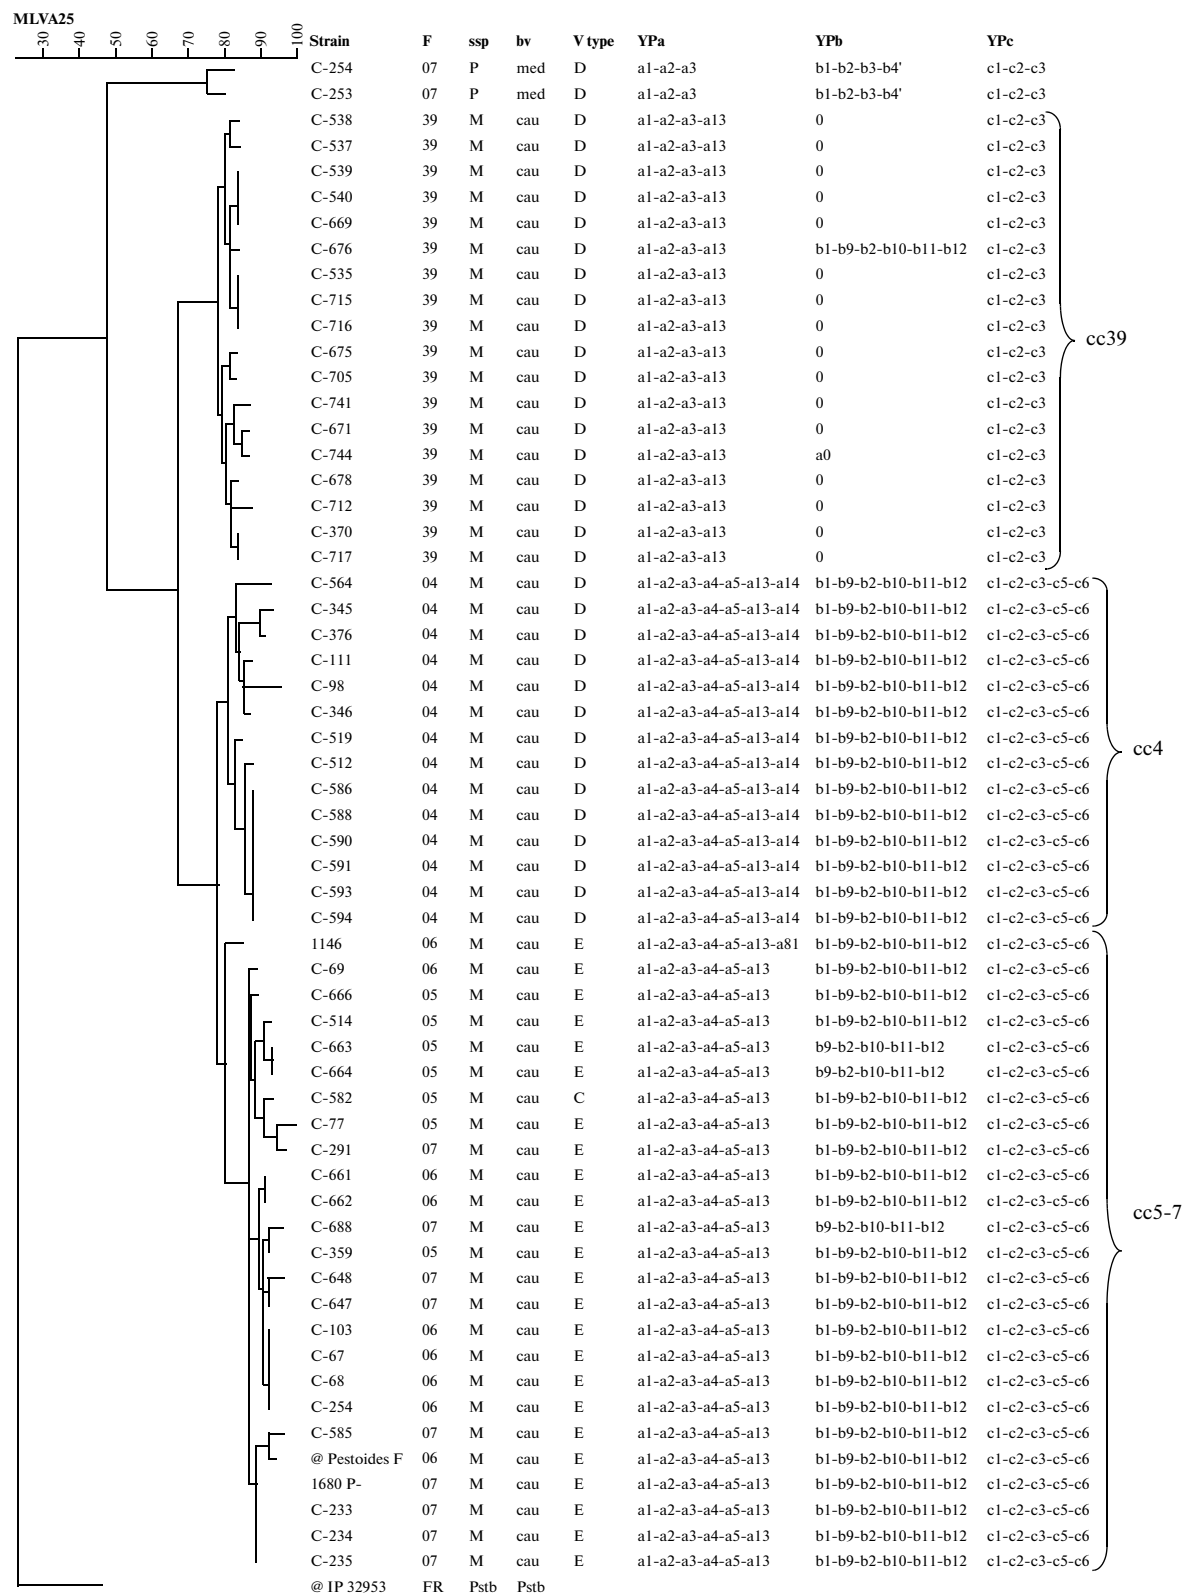 MLVA25
30 40 50 60 70 80 90 100
Strain F ssp bv V type YPa YPb YPc
C-254 07 P med D a1-a2-a3 b1-b2-b3-b4' c1-c2-c3
C-253 07 P med D a1-a2-a3 b1-b2-b3-b4' c1-c2-c3
C-538 39 M cau D a1-a2-a3-a13 0 c1-c2-c3
C-537 39 M cau D a1-a2-a3-a13 0 c1-c2-c3
C-539 39 M cau D a1-a2-a3-a13 0 c1-c2-c3
C-540 39 M cau D a1-a2-a3-a13 0 c1-c2-c3
C-669 39 M cau D a1-a2-a3-a13 0 c1-c2-c3
C-676 39 M cau D a1-a2-a3-a13 b1-b9-b2-b10-b11-b12 c1-c2-c3
C-535 39 M cau D a1-a2-a3-a13 0 c1-c2-c3
C-715 39 M cau D a1-a2-a3-a13 0 c1-c2-c3
C-716 39 M cau D a1-a2-a3-a13 0 c1-c2-c3
cc39
C-675 39 M cau D a1-a2-a3-a13 0 c1-c2-c3
C-705 39 M cau D a1-a2-a3-a13 0 c1-c2-c3
C-741 39 M cau D a1-a2-a3-a13 0 c1-c2-c3
C-671 39 M cau D a1-a2-a3-a13 0 c1-c2-c3
C-744 39 M cau D a1-a2-a3-a13 a0 c1-c2-c3
C-678 39 M cau D a1-a2-a3-a13 0 c1-c2-c3
C-712 39 M cau D a1-a2-a3-a13 0 c1-c2-c3
C-370 39 M cau D a1-a2-a3-a13 0 c1-c2-c3
C-717 39 M cau D a1-a2-a3-a13 0 c1-c2-c3
C-564 04 M cau D a1-a2-a3-a4-a5-a13-a14 b1-b9-b2-b10-b11-b12 c1-c2-c3-c5-c6
C-345 04 M cau D a1-a2-a3-a4-a5-a13-a14 b1-b9-b2-b10-b11-b12 c1-c2-c3-c5-c6
C-376 04 M cau D a1-a2-a3-a4-a5-a13-a14 b1-b9-b2-b10-b11-b12 c1-c2-c3-c5-c6
C-111 04 M cau D a1-a2-a3-a4-a5-a13-a14 b1-b9-b2-b10-b11-b12 c1-c2-c3-c5-c6
C-98 04 M cau D a1-a2-a3-a4-a5-a13-a14 b1-b9-b2-b10-b11-b12 c1-c2-c3-c5-c6
C-346 04 M cau D a1-a2-a3-a4-a5-a13-a14 b1-b9-b2-b10-b11-b12 c1-c2-c3-c5-c6
C-519 04 M cau D a1-a2-a3-a4-a5-a13-a14 b1-b9-b2-b10-b11-b12 c1-c2-c3-c5-c6
cc4
C-512 04 M cau D a1-a2-a3-a4-a5-a13-a14 b1-b9-b2-b10-b11-b12 c1-c2-c3-c5-c6
C-586 04 M cau D a1-a2-a3-a4-a5-a13-a14 b1-b9-b2-b10-b11-b12 c1-c2-c3-c5-c6
C-588 04 M cau D a1-a2-a3-a4-a5-a13-a14 b1-b9-b2-b10-b11-b12 c1-c2-c3-c5-c6
C-590 04 M cau D a1-a2-a3-a4-a5-a13-a14 b1-b9-b2-b10-b11-b12 c1-c2-c3-c5-c6
C-591 04 M cau D a1-a2-a3-a4-a5-a13-a14 b1-b9-b2-b10-b11-b12 c1-c2-c3-c5-c6
C-593 04 M cau D a1-a2-a3-a4-a5-a13-a14 b1-b9-b2-b10-b11-b12 c1-c2-c3-c5-c6
C-594 04 M cau D a1-a2-a3-a4-a5-a13-a14 b1-b9-b2-b10-b11-b12 c1-c2-c3-c5-c6
1146 06 M cau E a1-a2-a3-a4-a5-a13-a81 b1-b9-b2-b10-b11-b12 c1-c2-c3-c5-c6
C-69 06 M cau E a1-a2-a3-a4-a5-a13 b1-b9-b2-b10-b11-b12 c1-c2-c3-c5-c6
C-666 05 M cau E a1-a2-a3-a4-a5-a13 b1-b9-b2-b10-b11-b12 c1-c2-c3-c5-c6
C-514 05 M cau E a1-a2-a3-a4-a5-a13 b1-b9-b2-b10-b11-b12 c1-c2-c3-c5-c6
C-663 05 M cau E a1-a2-a3-a4-a5-a13 b9-b2-b10-b11-b12 c1-c2-c3-c5-c6
C-664 05 M cau E a1-a2-a3-a4-a5-a13 b9-b2-b10-b11-b12 c1-c2-c3-c5-c6
C-582 05 M cau C a1-a2-a3-a4-a5-a13 b1-b9-b2-b10-b11-b12 c1-c2-c3-c5-c6
C-77 05 M cau E a1-a2-a3-a4-a5-a13 b1-b9-b2-b10-b11-b12 c1-c2-c3-c5-c6
C-291 07 M cau E a1-a2-a3-a4-a5-a13 b1-b9-b2-b10-b11-b12 c1-c2-c3-c5-c6
C-661 06 M cau E a1-a2-a3-a4-a5-a13 b1-b9-b2-b10-b11-b12 c1-c2-c3-c5-c6
C-662 06 M cau E a1-a2-a3-a4-a5-a13 b1-b9-b2-b10-b11-b12 c1-c2-c3-c5-c6
cc5-7
C-688 07 M cau E a1-a2-a3-a4-a5-a13 b9-b2-b10-b11-b12 c1-c2-c3-c5-c6
C-359 05 M cau E a1-a2-a3-a4-a5-a13 b1-b9-b2-b10-b11-b12 c1-c2-c3-c5-c6
C-648 07 M cau E a1-a2-a3-a4-a5-a13 b1-b9-b2-b10-b11-b12 c1-c2-c3-c5-c6
C-647 07 M cau E a1-a2-a3-a4-a5-a13 b1-b9-b2-b10-b11-b12 c1-c2-c3-c5-c6
C-103 06 M cau E a1-a2-a3-a4-a5-a13 b1-b9-b2-b10-b11-b12 c1-c2-c3-c5-c6
C-67 06 M cau E a1-a2-a3-a4-a5-a13 b1-b9-b2-b10-b11-b12 c1-c2-c3-c5-c6
C-68 06 M cau E a1-a2-a3-a4-a5-a13 b1-b9-b2-b10-b11-b12 c1-c2-c3-c5-c6
C-254 06 M cau E a1-a2-a3-a4-a5-a13 b1-b9-b2-b10-b11-b12 c1-c2-c3-c5-c6
C-585 07 M cau E a1-a2-a3-a4-a5-a13 b1-b9-b2-b10-b11-b12 c1-c2-c3-c5-c6
@ Pestoides F 06 M cau E a1-a2-a3-a4-a5-a13 b1-b9-b2-b10-b11-b12 c1-c2-c3-c5-c6
1680 P- 07 M cau E a1-a2-a3-a4-a5-a13 b1-b9-b2-b10-b11-b12 c1-c2-c3-c5-c6
C-233 07 M cau E a1-a2-a3-a4-a5-a13 b1-b9-b2-b10-b11-b12 c1-c2-c3-c5-c6
C-234 07 M cau E a1-a2-a3-a4-a5-a13 b1-b9-b2-b10-b11-b12 c1-c2-c3-c5-c6
C-235 07 M cau E a1-a2-a3-a4-a5-a13 b1-b9-b2-b10-b11-b12 c1-c2-c3-c5-c6
@ IP 32953 FR Pstb Pstb